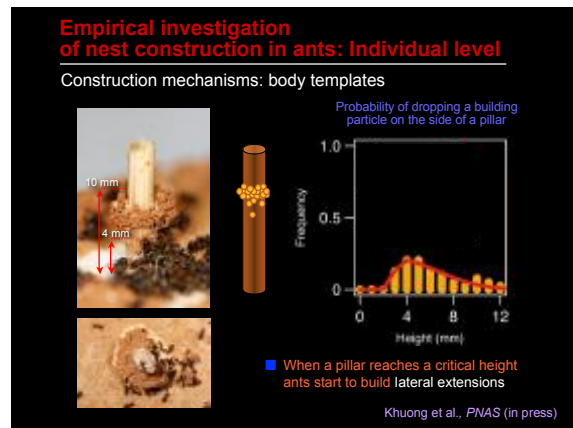 Empirical investigation
of nest construction in ants: Individual level
Construction mechanisms: body templates
Probability of dropping a building
particle on the side of a pillar
10 mm
4 mm
1.0
0.5
0
Frequency
0 4 8 12
Height (mm)
When a pillar reaches a critical height
ants start to build lateral extensions
Khuong et al., PNAS (in press)